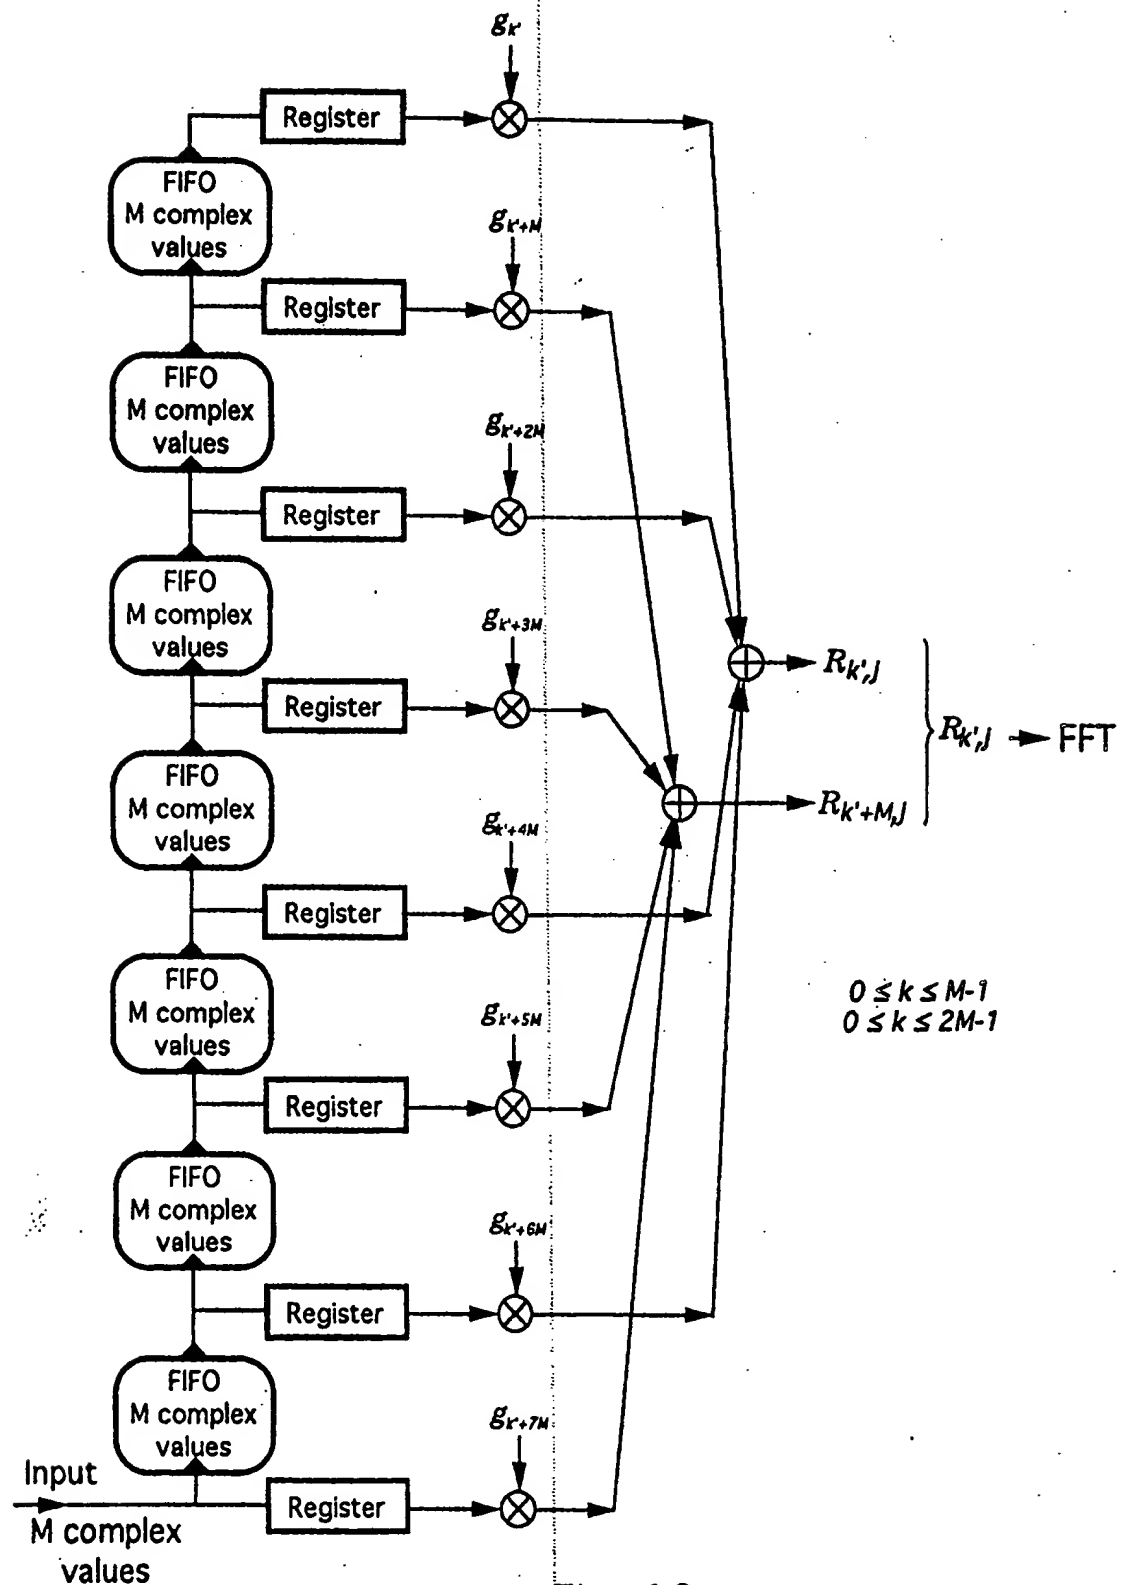 g_k'
Register
FIFO
M complex
values
g_k'+M
Register
FIFO
M complex
values
g_k'+2M
Register
FIFO
M complex
values
g_k'+3M
Register
R_k',j
R_k',j → FFT
FIFO
M complex
values
R_k'+M,j
g_k'+4M
Register
FIFO
M complex
values
0 ≤ k ≤ M-1
0 ≤ k ≤ 2M-1
g_k'+5M
Register
FIFO
M complex
values
g_k'+6M
Register
FIFO
M complex
values
g_k'+7M
Input
Register
M complex
values